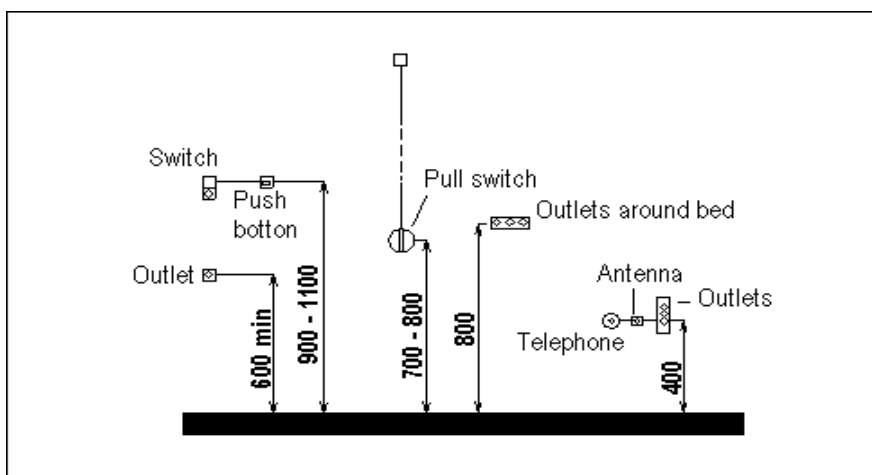 Switch
Push
botton
Outlet
600 min
900 - 1100
Pull switch
700 - 800
Outlets around bed
800
Antenna
Outlets
Telephone
400